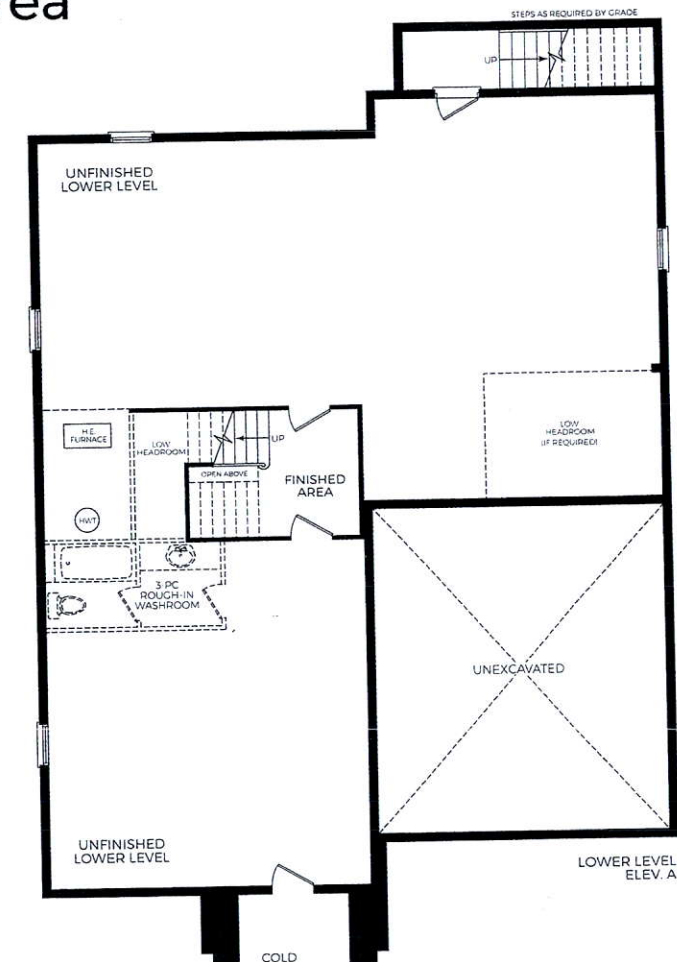 rea
STEPS AS REQUIRED BY GRADE
UP
UNFINISHED
LOWER LEVEL
H.E.
FURNACE
LOW
HEADROOM
UP
LOW
HEADROOM
(IF REQUIRED)
OPEN ABOVE
FINISHED
AREA
HWT
3-PC
ROUGH-IN
WASHROOM
UNEXCAVATED
UNFINISHED
LOWER LEVEL
LOWER LEVEL
ELEV. A
COLD